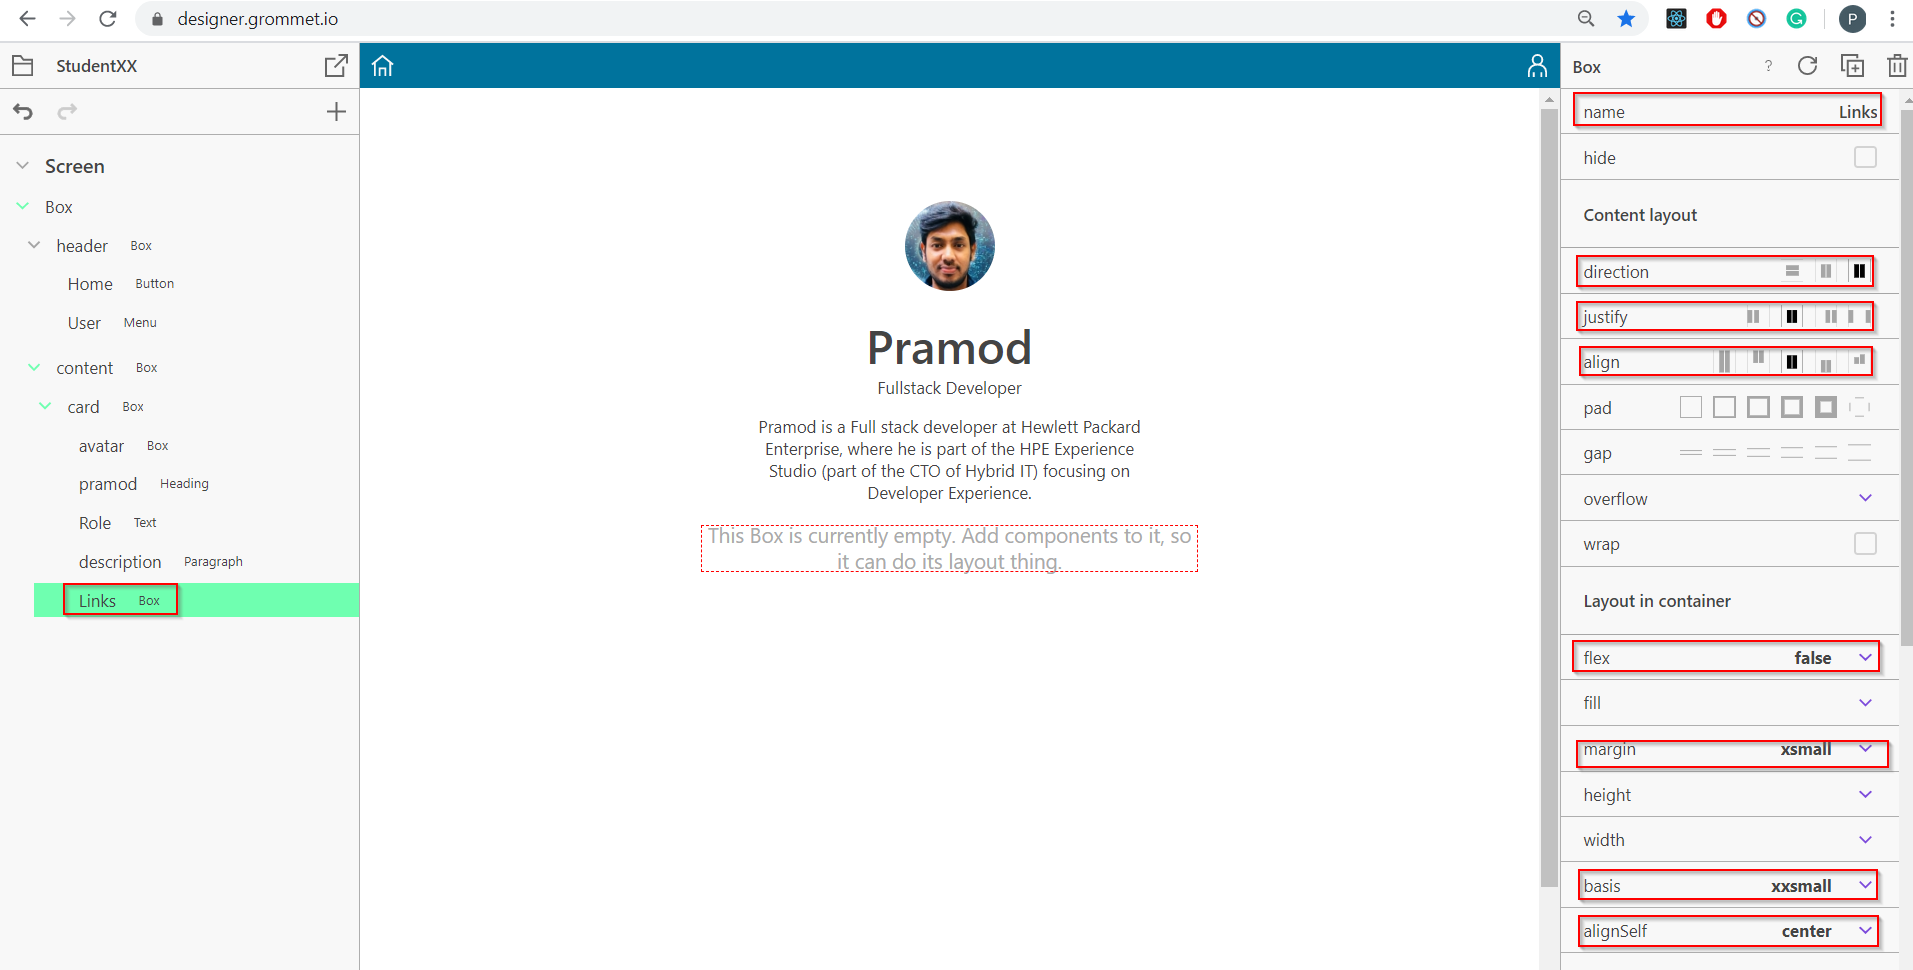 designer.grommet.io
P
StudentXX
Screen
Box
header Box
Home Button
User Menu
content Box
card Box
avatar Box
pramod Heading
Role Text
description Paragraph
Links Box
Pramod
Fullstack Developer
Pramod is a Full stack developer at Hewlett Packard
Enterprise, where he is part of the HPE Experience
Studio (part of the CTO of Hybrid IT) focusing on
Developer Experience.
This Box is currently empty. Add components to it, so
it can do its layout thing.
Box ?
name Links
hide
Content layout
direction
justify
align
pad
gap
overflow
wrap
Layout in container
flex false
fill
margin xsmall
height
width
basis xxsmall
alignSelf center